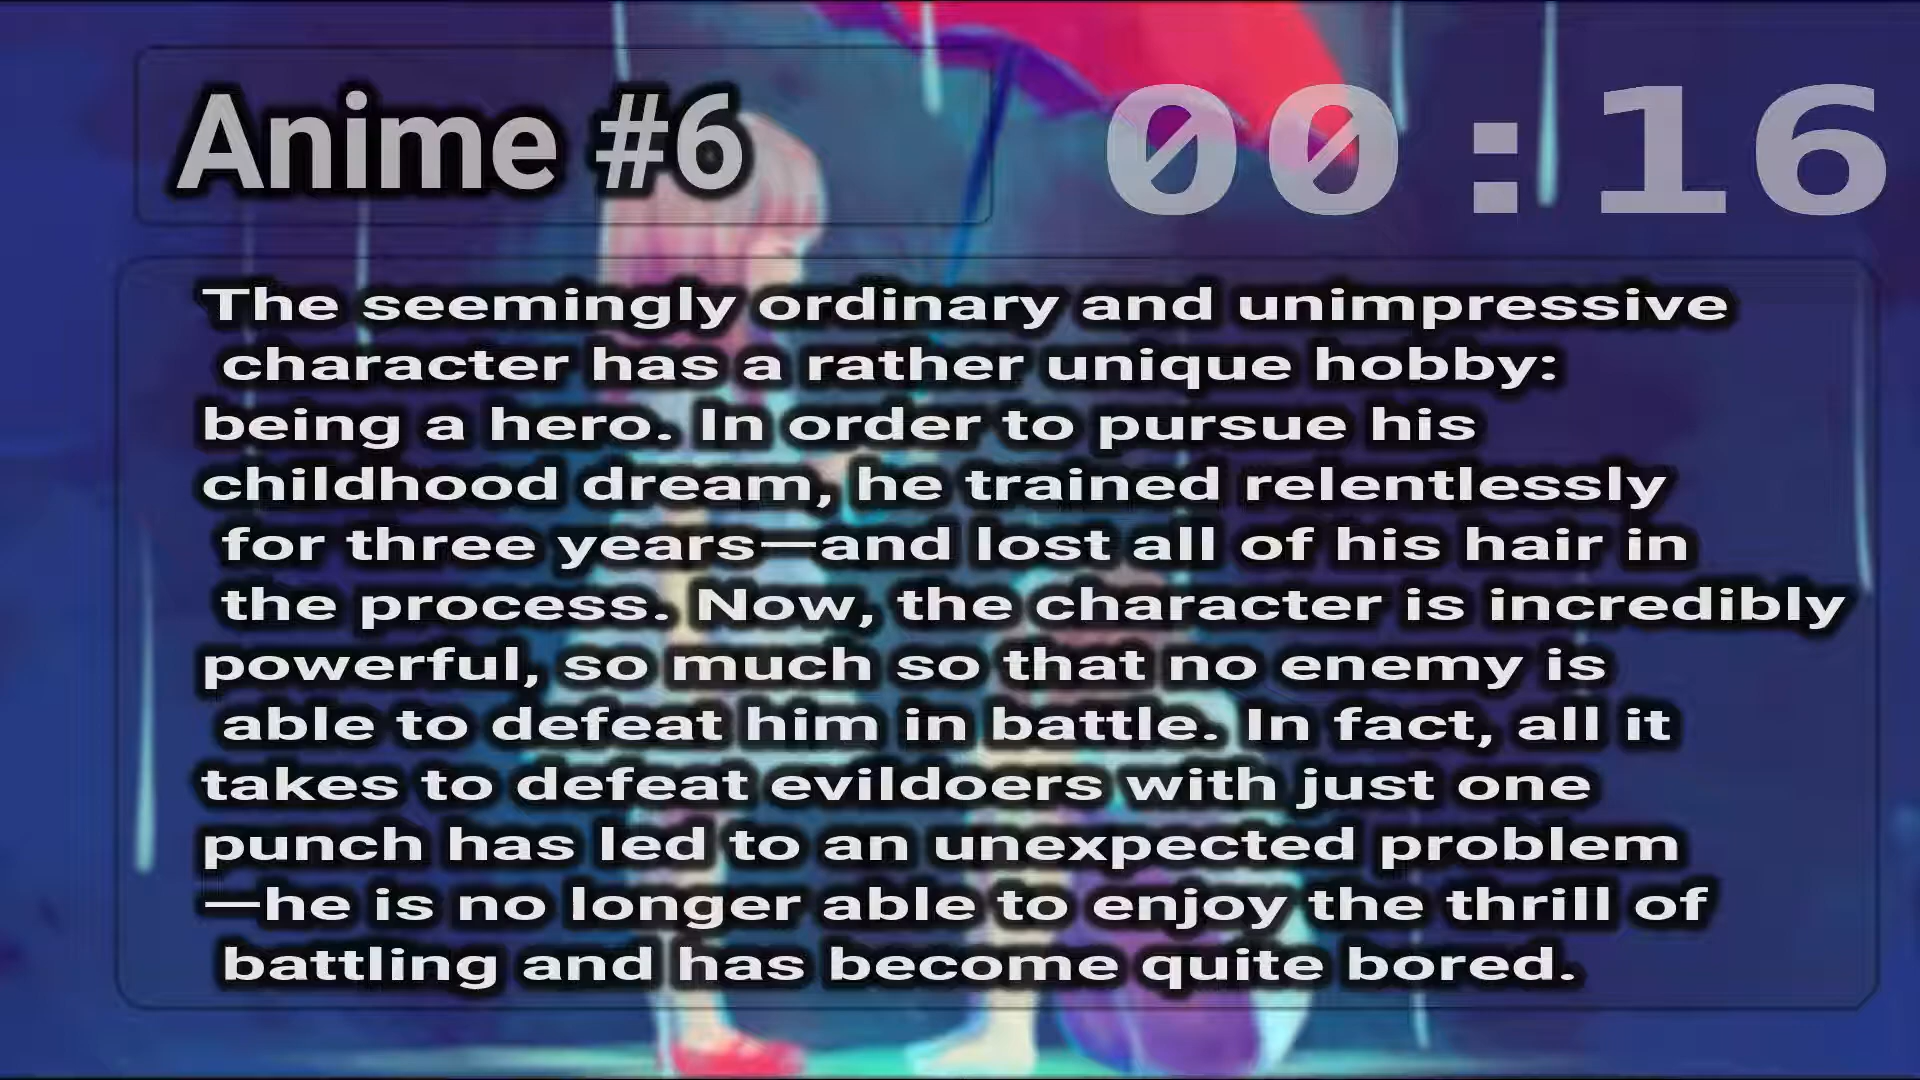 Anime #6
00:16
The seemingly ordinary and unimpressive
character has a rather unique hobby:
being a hero. In order to pursue his
childhood dream, he trained relentlessly
for three years—and lost all of his hair in
the process. Now, the character is incredibly
powerful, so much so that no enemy is
able to defeat him in battle. In fact, all it
takes to defeat evildoers with just one
punch has led to an unexpected problem
—he is no longer able to enjoy the thrill of
battling and has become quite bored.